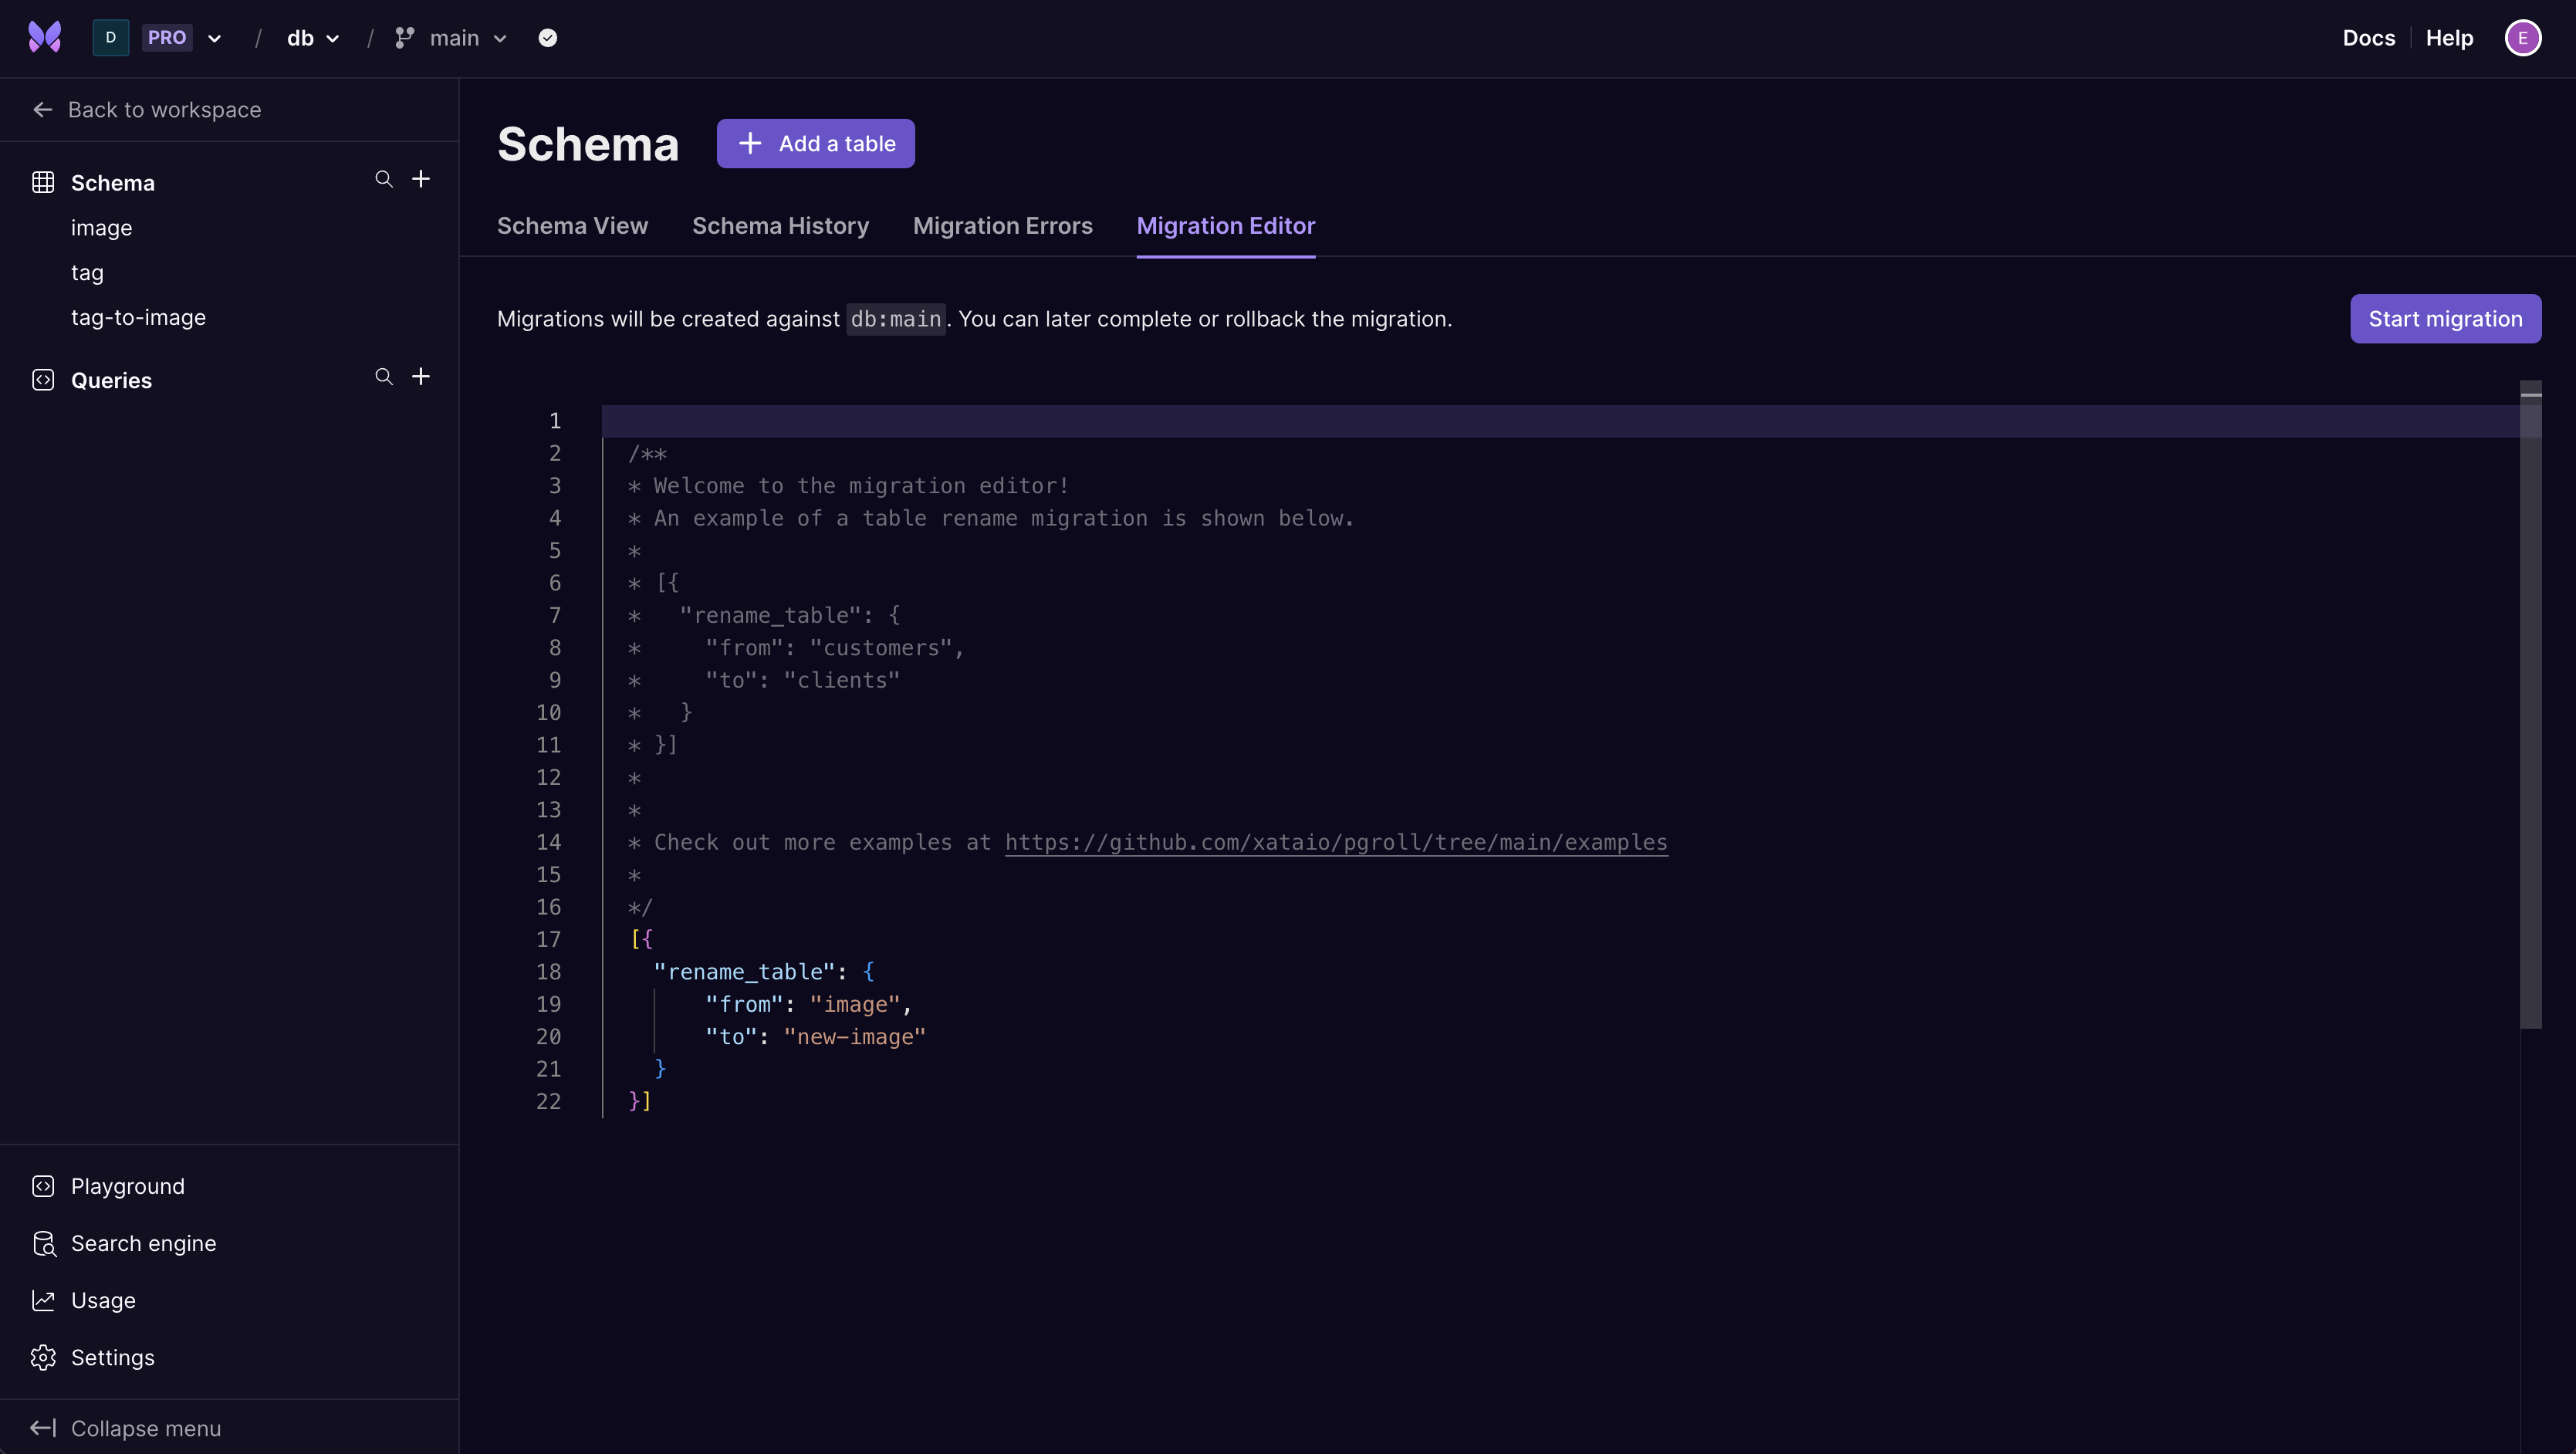 D PRO / db / main Docs Help E
Back to workspace
Schema
image
tag
tag-to-image
Queries
Playground
Search engine
Usage
Settings
Collapse menu
Schema + Add a table
Schema View Schema History Migration Errors Migration Editor
Migrations will be created against db:main. You can later complete or rollback the migration. Start migration
1
2 /**
3 * Welcome to the migration editor!
4 * An example of a table rename migration is shown below.
5 *
6 * [{
7 *   "rename_table": {
8 *     "from": "customers",
9 *     "to": "clients"
10 *   }
11 * }]
12 *
13 *
14 * Check out more examples at https://github.com/xataio/pgroll/tree/main/examples
15 *
16 */
17 [{
18   "rename_table": {
19       "from": "image",
20       "to": "new-image"
21   }
22 }]